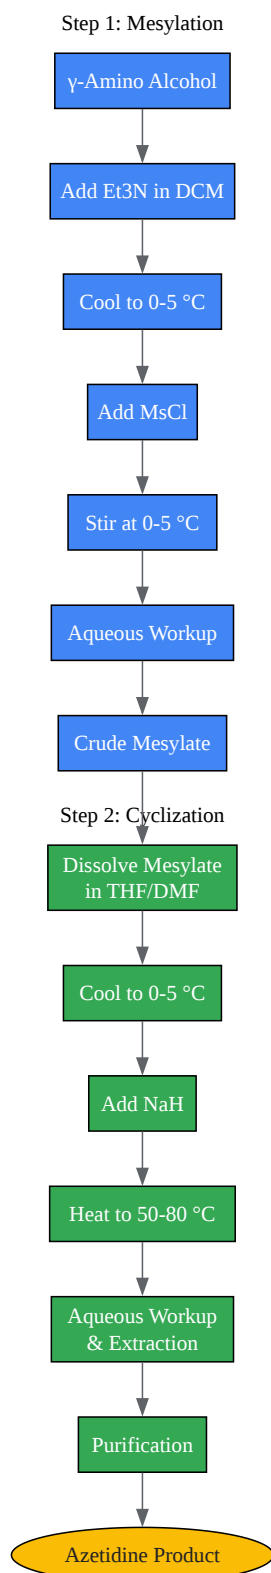 Step 1: Mesylation
γ-Amino Alcohol
Add Et3N in DCM
Cool to 0-5 °C
Add MsCl
Stir at 0-5 °C
Aqueous Workup
Crude Mesylate
Step 2: Cyclization
Dissolve Mesylate
in THF/DMF
Cool to 0-5 °C
Add NaH
Heat to 50-80 °C
Aqueous Workup
& Extraction
Purification
Azetidine Product